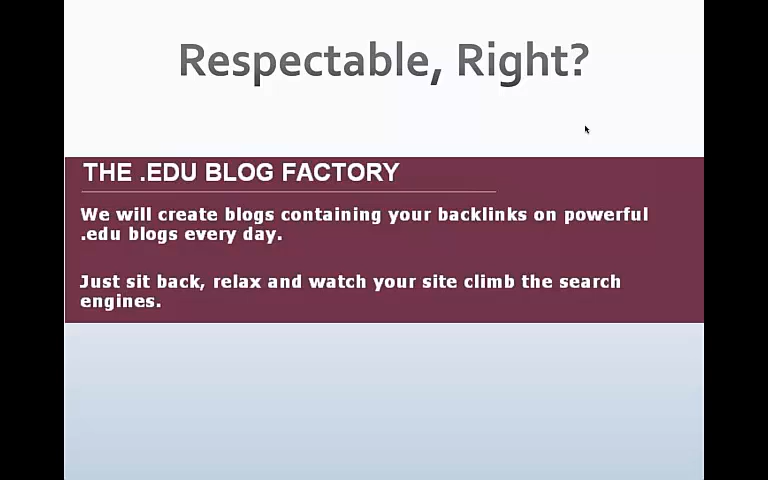 Respectable, Right?
THE .EDU BLOG FACTORY
We will create blogs containing your backlinks on powerful
.edu blogs every day.
Just sit back, relax and watch your site climb the search
engines.